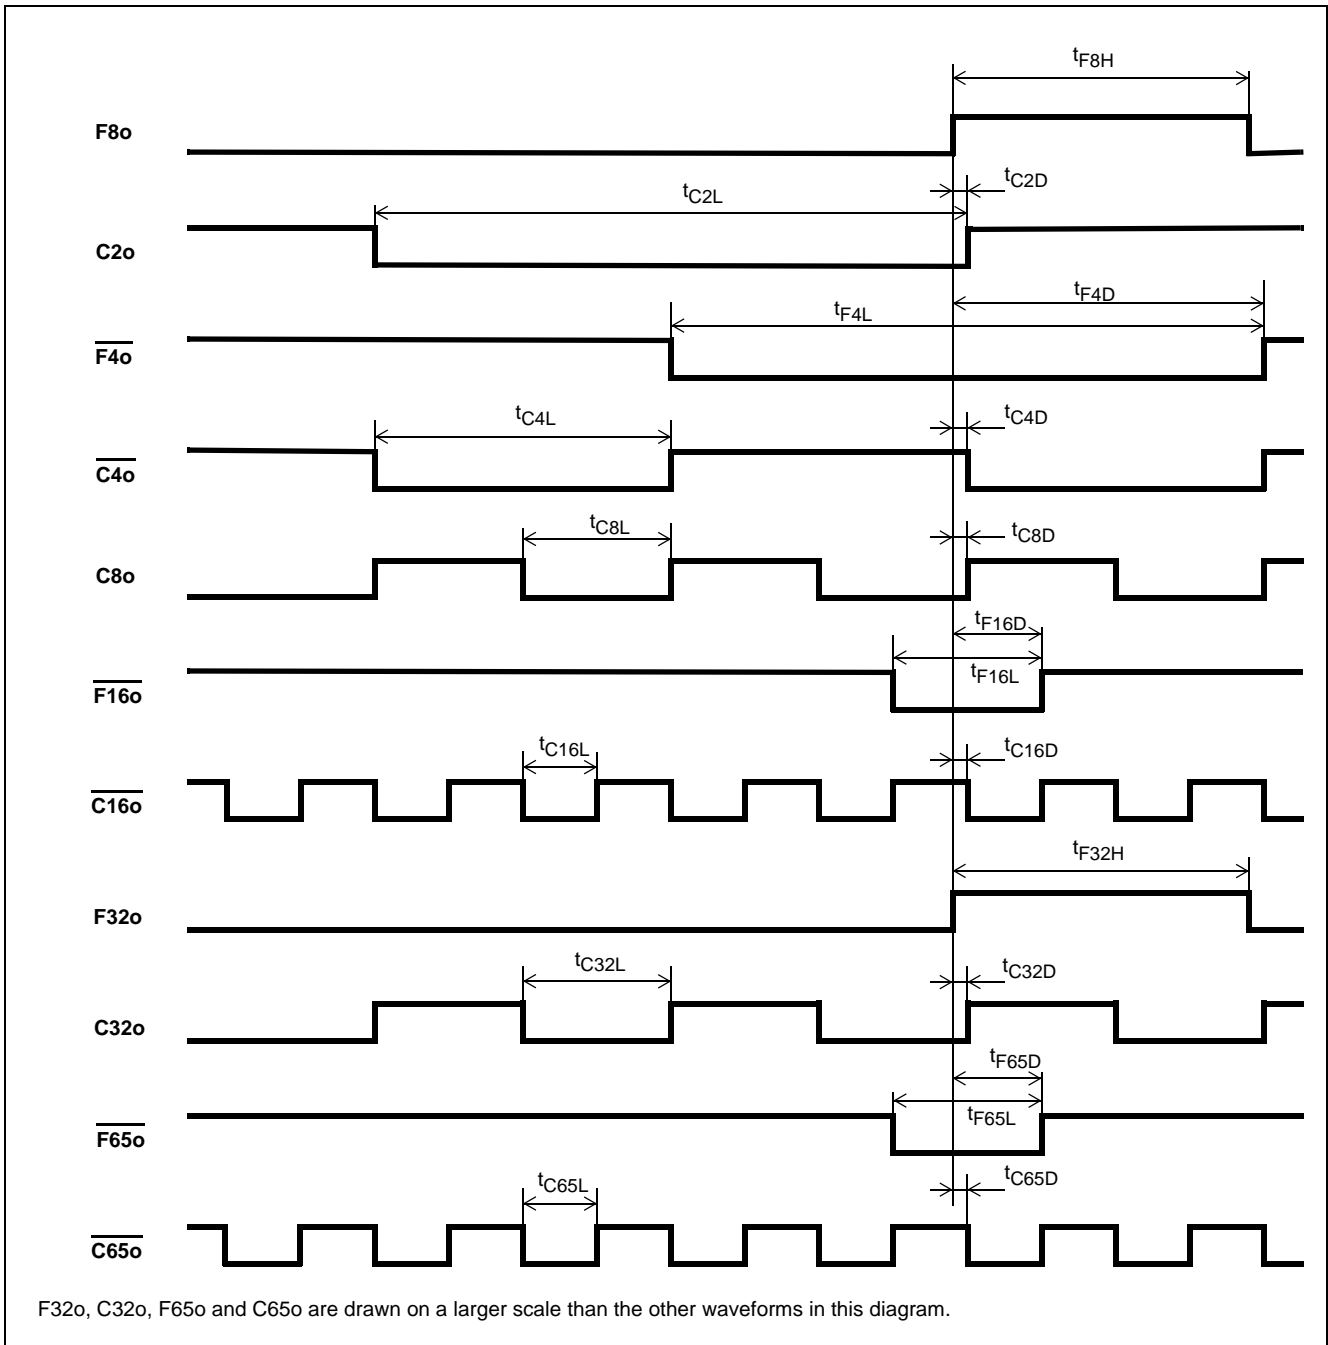 tF8H
F8o
tC2D
tC2L
C2o
tF4D
tF4L
F4o
tC4L
tC4D
C4o
tC8L
tC8D
C8o
tF16D
tF16L
F16o
tC16L
tC16D
C16o
tF32H
F32o
tC32L
tC32D
C32o
tF65D
tF65L
F65o
tC65L
tC65D
C65o
F32o, C32o, F65o and C65o are drawn on a larger scale than the other waveforms in this diagram.